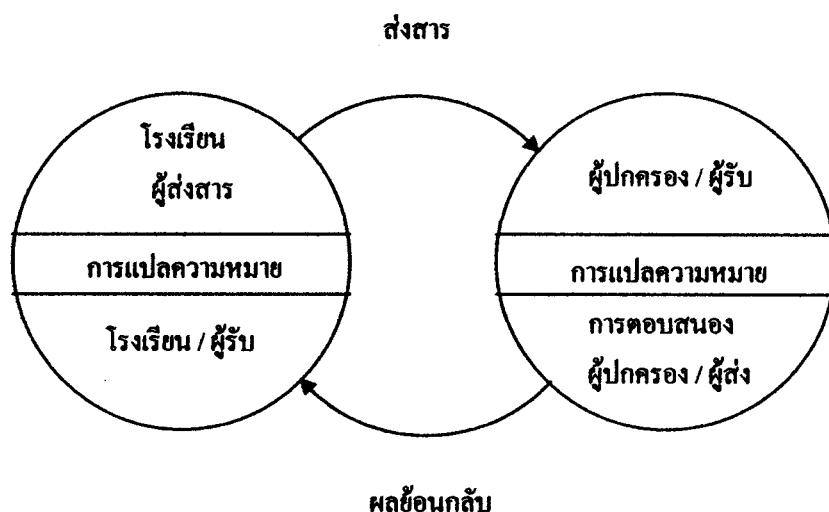 ส่งสาร
โรงเรียน
ผู้ส่งสาร
การแปลความหมาย
โรงเรียน / ผู้รับ
ผู้ปกครอง / ผู้รับ
การแปลความหมาย
การตอบสนอง
ผู้ปกครอง / ผู้ส่ง
ผลย้อนกลับ